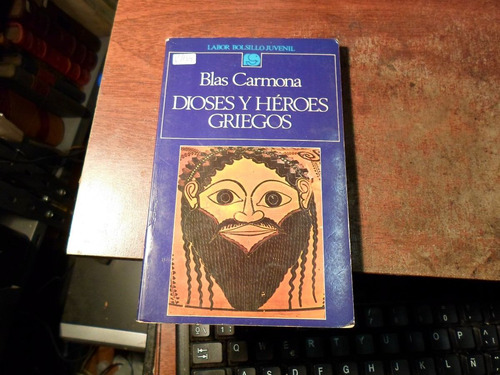 LABOR BOLSILLO JUVENIL
Blas Carmona
DIOSES Y HÉROES
GRIEGOS